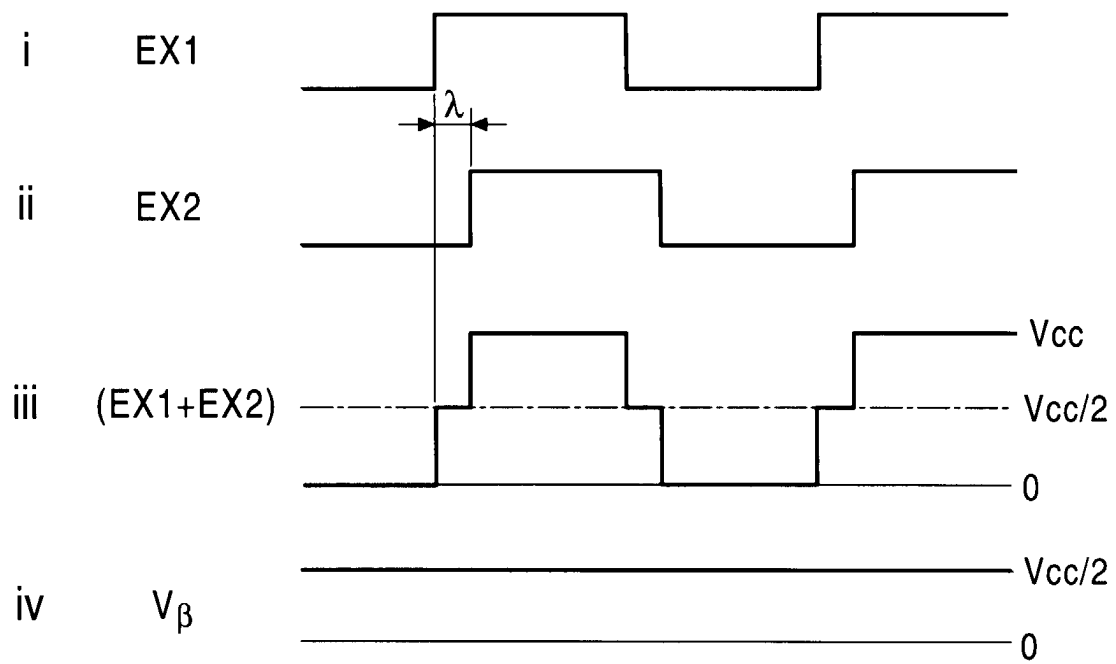 i EX1
λ
ii EX2
Vcc
iii (EX1+EX2) Vcc/2
0
Vcc/2
iv Vβ
0